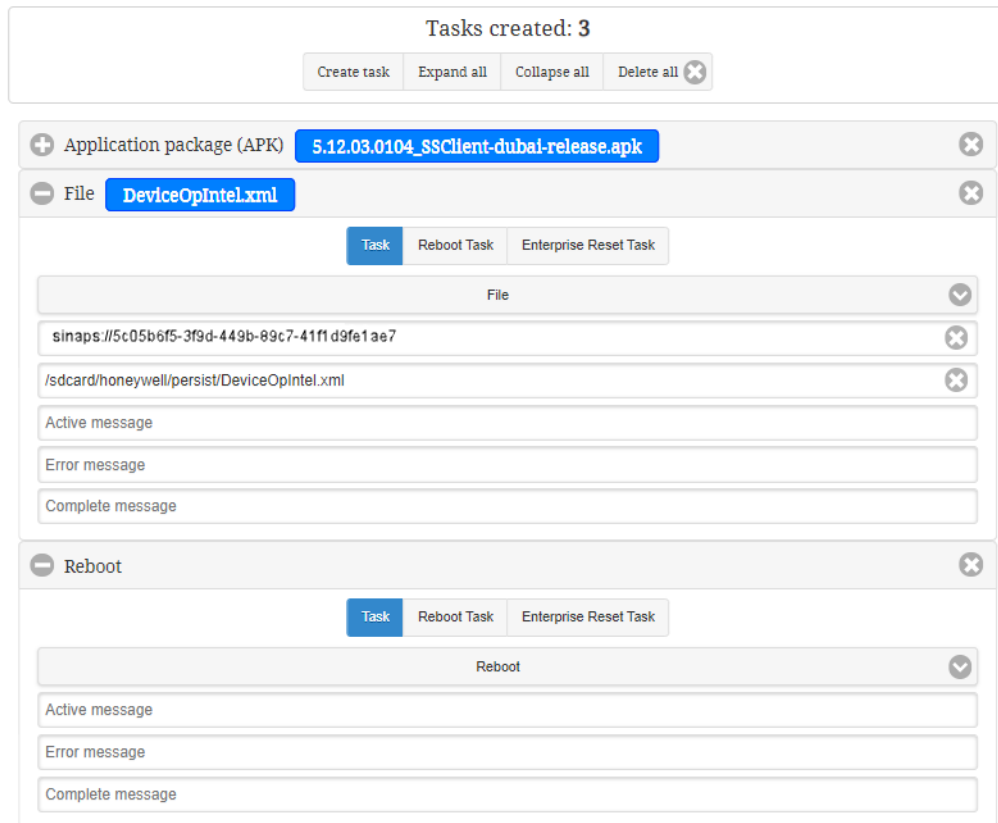 Tasks created: 3
Create task Expand all Collapse all Delete all
Application package (APK) 5.12.03.0104_SSClient-dubai-release.apk
File DeviceOpIntel.xml
Task Reboot Task Enterprise Reset Task
File
sinaps://5c05b6f5-3f9d-449b-89c7-41f1d9fe1ae7
/sdcard/honeywell/persist/DeviceOpIntel.xml
Active message
Error message
Complete message
Reboot
Task Reboot Task Enterprise Reset Task
Reboot
Active message
Error message
Complete message